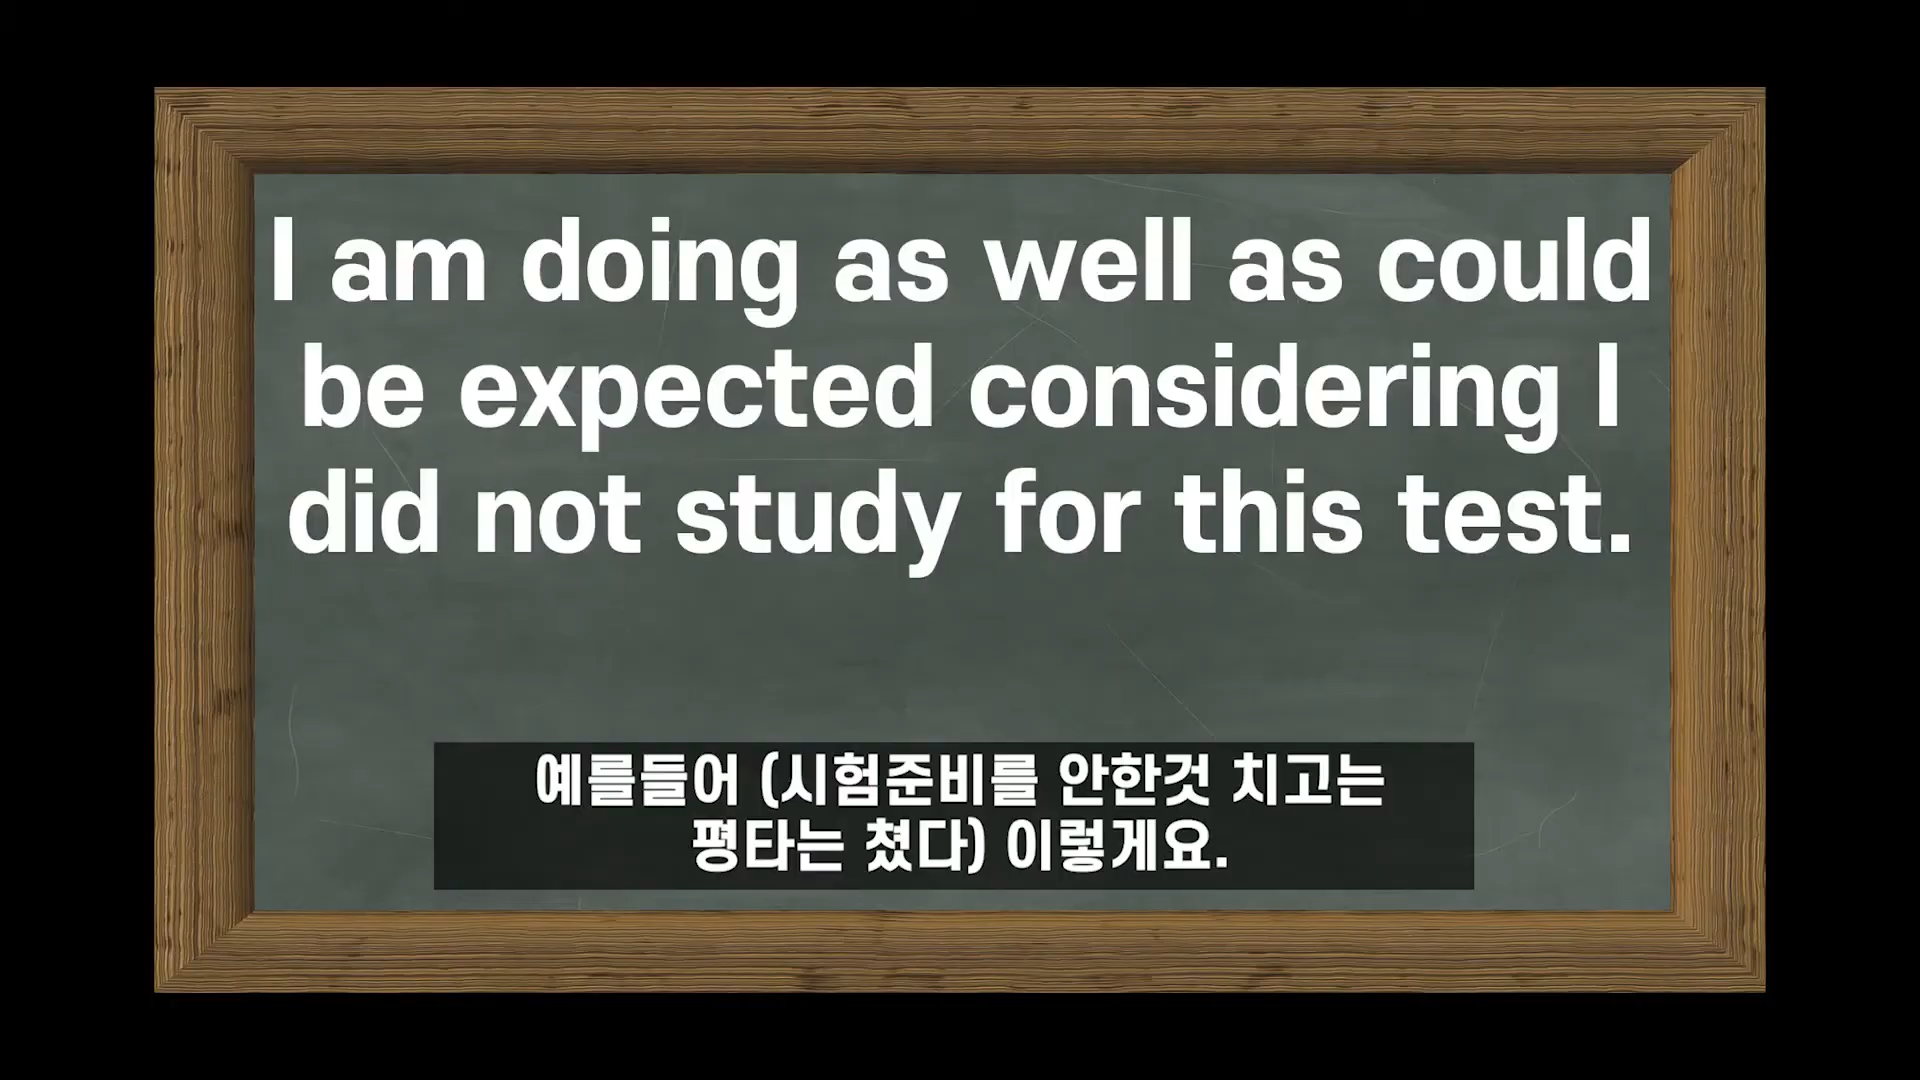 I am doing as well as could
be expected considering I
did not study for this test.
예를들어 (시험준비를 안한것 치고는
평타는 쳤다) 이렇게요.